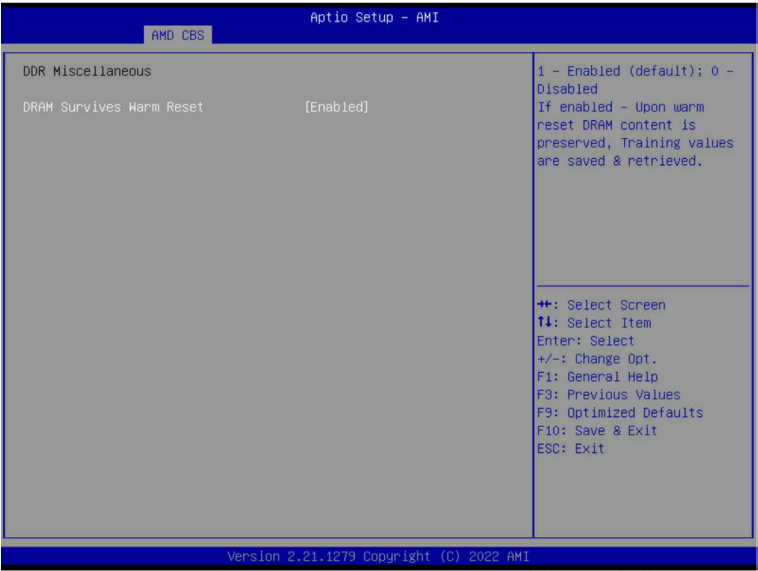 Aptio Setup – AMI
AMD CBS
DDR Miscellaneous
DRAM Survives Warm Reset [Enabled]
1 – Enabled (default); 0 –
Disabled
If enabled – Upon warm
reset DRAM content is
preserved, Training values
are saved & retrieved.
→←: Select Screen
↑↓: Select Item
Enter: Select
+/-: Change Opt.
F1: General Help
F3: Previous Values
F9: Optimized Defaults
F10: Save & Exit
ESC: Exit
Version 2.21.1279 Copyright (C) 2022 AMI